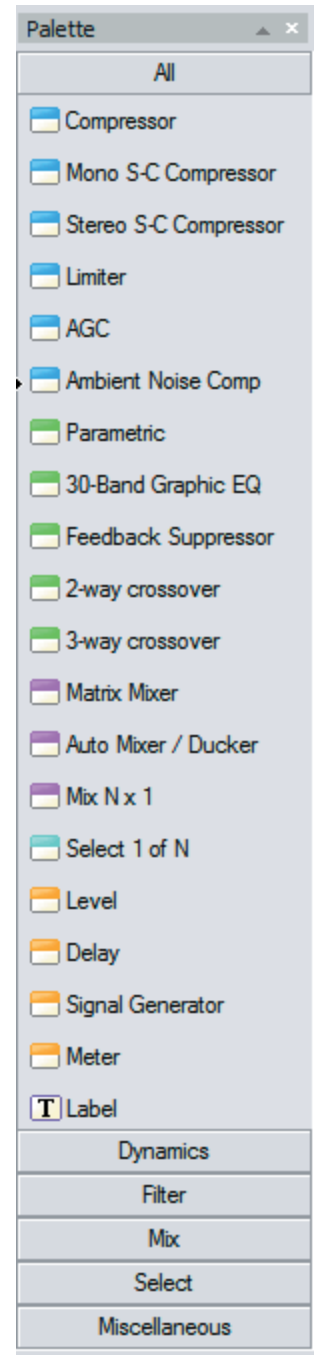 Palette
All
Compressor
Mono S-C Compressor
Stereo S-C Compressor
Limiter
AGC
Ambient Noise Comp
Parametric
30-Band Graphic EQ
Feedback Suppressor
2-way crossover
3-way crossover
Matrix Mixer
Auto Mixer / Ducker
Mix N x 1
Select 1 of N
Level
Delay
Signal Generator
Meter
T Label
Dynamics
Filter
Mix
Select
Miscellaneous